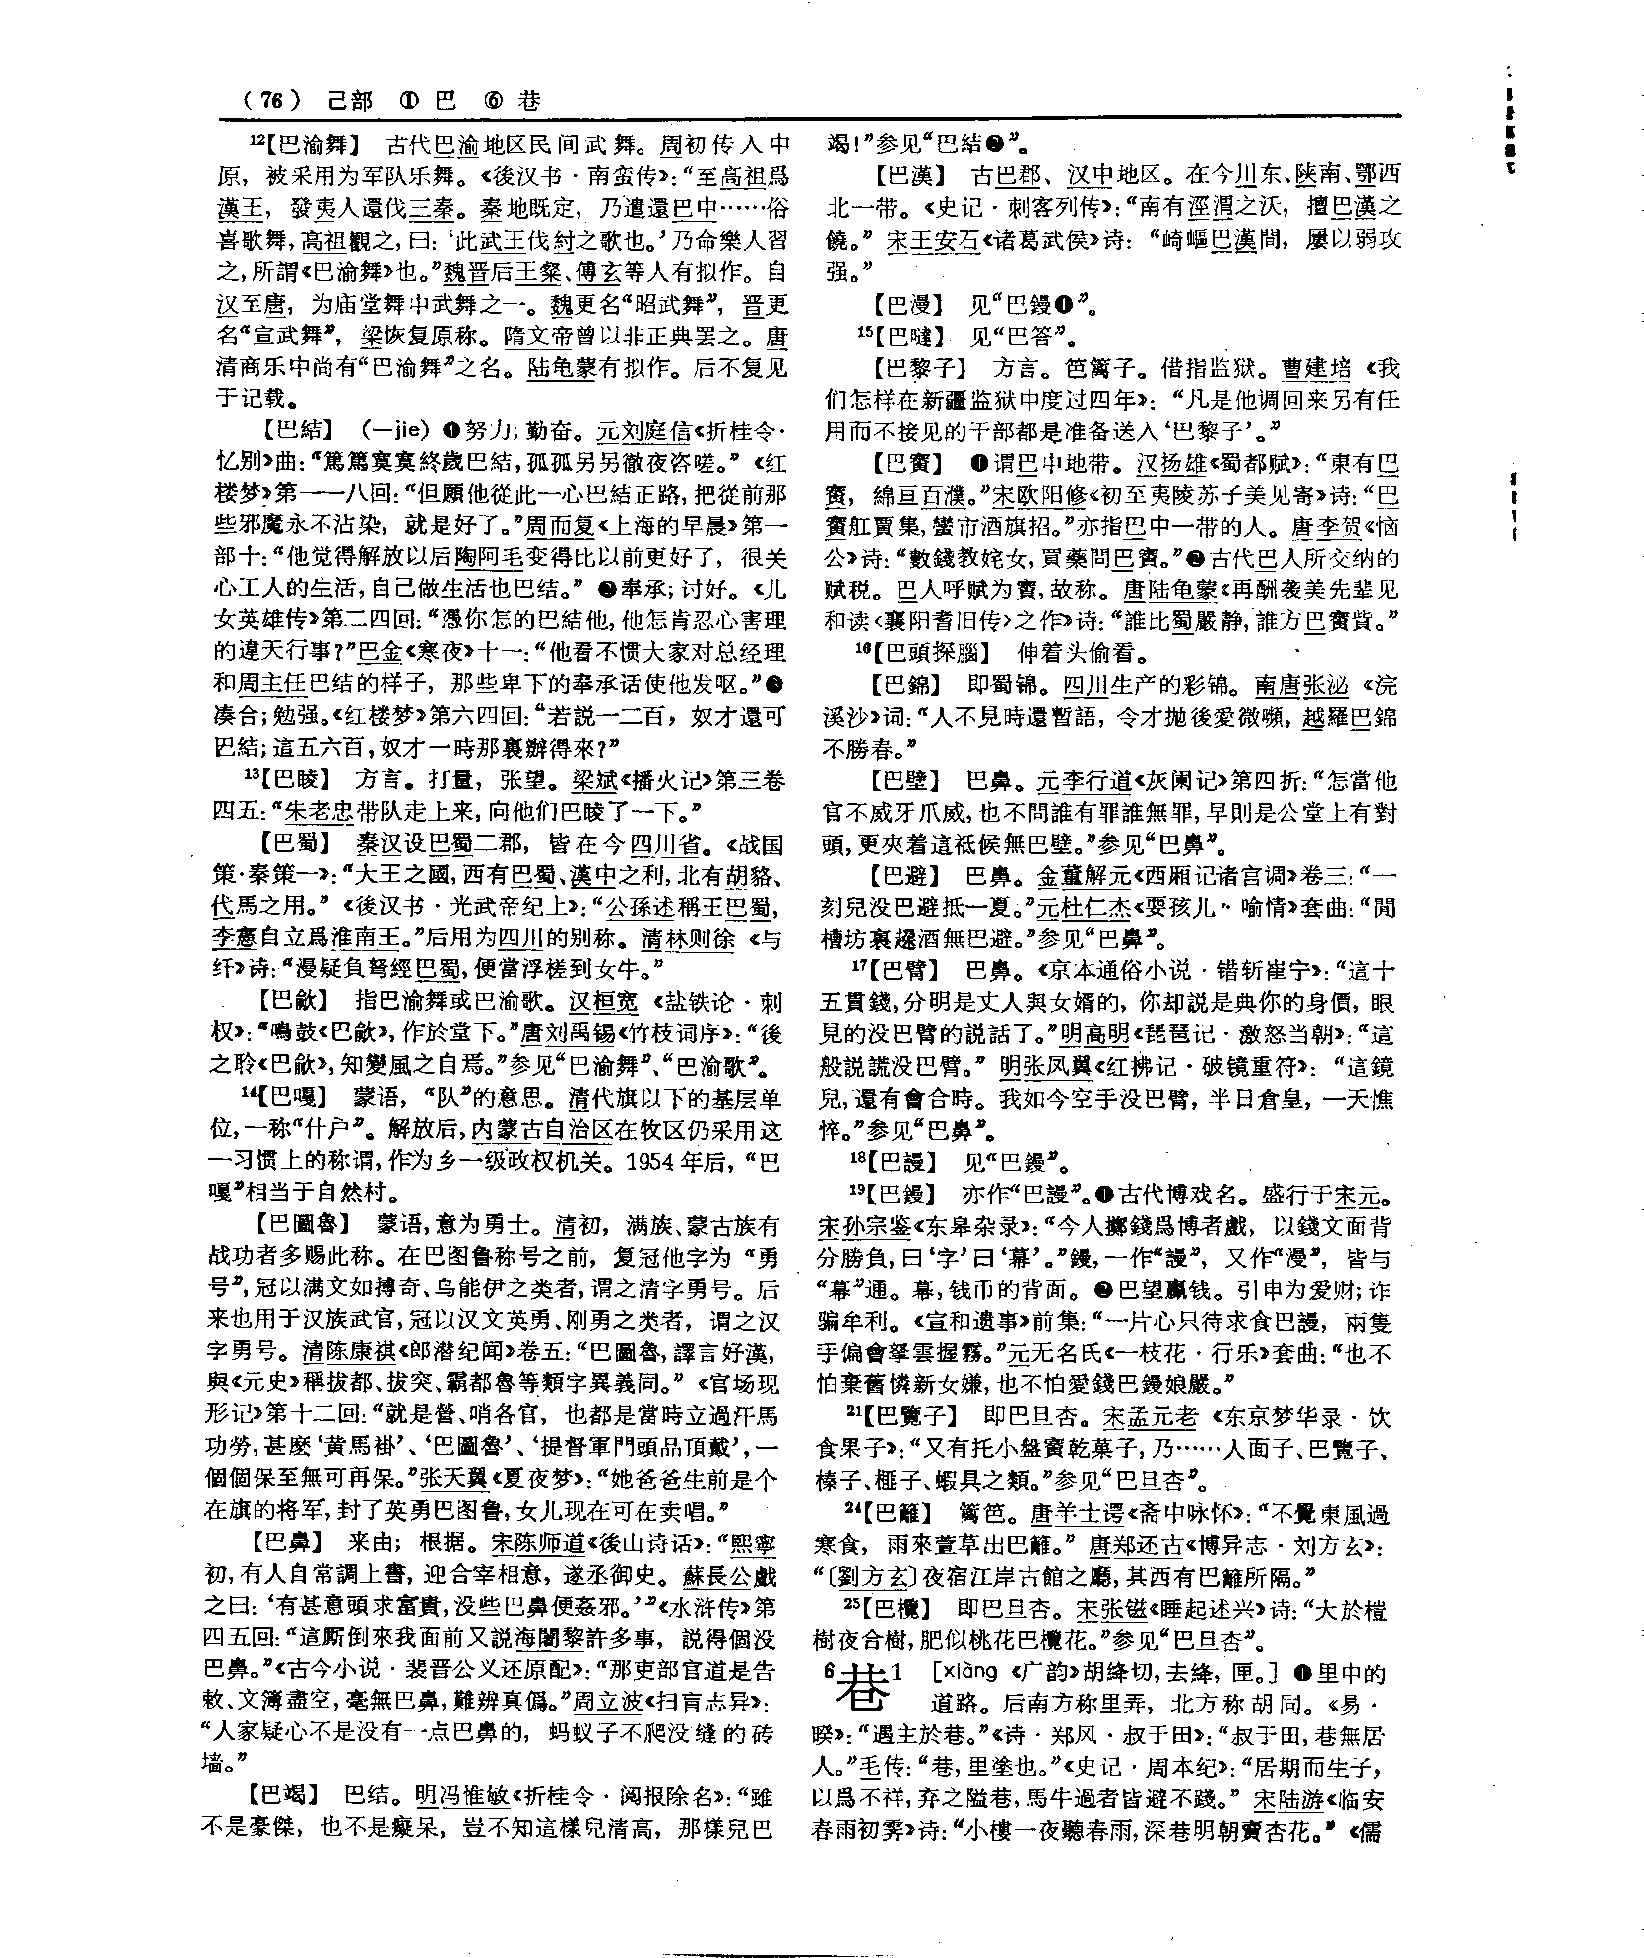 （76） 己部 ① 巴 ⑥ 巷
12【巴渝舞】 古代巴渝地区民间武舞。周初传入中
原，被采用为军队乐舞。《後汉书·南蛮传》：“至高祖爲
漢王，發夷人還伐三秦。秦地既定，乃遣還巴中……俗
喜歌舞，高祖觀之，曰：‘此武王伐紂之歌也。’乃命樂人習
之，所謂《巴渝舞》也。”魏晋后王粲、傅玄等人有拟作。自
汉至唐，为庙堂舞中武舞之一。魏更名“昭武舞”，晋更
名“宣武舞”，梁恢复原称。隋文帝曾以非正典罢之。唐
清商乐中尚有“巴渝舞”之名。陆龟蒙有拟作。后不复见
于记载。
【巴結】（—jie）❶努力；勤奋。元刘庭信《折桂令·
忆别》曲：“篤篤寞寞終歲巴結，孤孤另另徹夜咨嗟。”《红
楼梦》第一一八回：“但願他從此一心巴結正路，把從前那
些邪魔永不沾染，就是好了。”周而复《上海的早晨》第一
部十：“他觉得解放以后陶阿毛变得比以前更好了，很关
心工人的生活，自己做生活也巴结。”❷奉承；讨好。《儿
女英雄传》第二四回：“憑你怎的巴結他，他怎肯忍心害理
的違天行事？”巴金《寒夜》十一：“他看不惯大家对总经理
和周主任巴结的样子，那些卑下的奉承话使他发呕。”❸
凑合；勉强。《红楼梦》第六四回：“若説一二百，奴才還可
巴結；這五六百，奴才一時那裏辦得來？”
13【巴睖】 方言。打量，张望。梁斌《播火记》第三卷
四五：“朱老忠带队走上来，向他们巴睖了一下。”
【巴蜀】 秦汉设巴蜀二郡，皆在今四川省。《战国
策·秦策一》：“大王之國，西有巴蜀、漢中之利，北有胡貉、
代馬之用。”《後汉书·光武帝纪上》：“公孫述稱王巴蜀，
李憲自立爲淮南王。”后用为四川的别称。清林则徐《与
纤》诗：“漫疑負弩經巴蜀，便當浮槎到女牛。”
【巴歈】 指巴渝舞或巴渝歌。汉桓宽《盐铁论·刺
权》：“鳴鼓《巴歈》，作於堂下。”唐刘禹锡《竹枝词序》：“後
之聆《巴歈》，知變風之自焉。”参见“巴渝舞”、“巴渝歌”。
14【巴嘎】 蒙语，“队”的意思。清代旗以下的基层单
位，一称“什户”。解放后，内蒙古自治区在牧区仍采用这
一习惯上的称谓，作为乡一级政权机关。1954年后，“巴
嘎”相当于自然村。
【巴圖魯】 蒙语，意为勇士。清初，满族、蒙古族有
战功者多赐此称。在巴图鲁称号之前，复冠他字为“勇
号”，冠以满文如搏奇、乌能伊之类者，谓之清字勇号。后
来也用于汉族武官，冠以汉文英勇、刚勇之类者，谓之汉
字勇号。清陈康祺《郎潜纪闻》卷五：“巴圖魯，譯言好漢，
與《元史》稱拔都、拔突、霸都魯等類字異義同。”《官场现
形记》第十二回：“就是營、哨各官，也都是當時立過汗馬
功勞，甚麽‘黄馬褂’、‘巴圖魯’、‘提督軍門頭品頂戴’，一
個個保至無可再保。”张天翼《夏夜梦》：“她爸爸生前是个
在旗的将军，封了英勇巴图鲁，女儿现在可在卖唱。”
【巴鼻】 来由；根据。宋陈师道《後山诗话》：“熙寧
初，有人自常調上書，迎合宰相意，遂丞御史。蘇長公戲
之曰：‘有甚意頭求富貴，没些巴鼻便姦邪。’”《水浒传》第
四五回：“這厮倒來我面前又説海闍黎許多事，説得個没
巴鼻。”《古今小说·裴晋公义还原配》：“那吏部官道是告
敕、文簿盡空，毫無巴鼻，難辨真僞。”周立波《扫盲志异》：
“人家疑心不是没有一点巴鼻的，蚂蚁子不爬没缝的砖
墙。”
【巴竭】 巴结。明冯惟敏《折桂令·阅报除名》：“雖
不是豪傑，也不是癡呆，豈不知這樣兒清高，那樣兒巴
竭！”参见“巴結❷”。
【巴漢】 古巴郡、汉中地区。在今川东、陕南、鄂西
北一带。《史记·刺客列传》：“南有涇渭之沃，擅巴漢之
饒。”宋王安石《诸葛武侯》诗：“崎嶇巴漢間，屢以弱攻
强。”
【巴漫】 见“巴鏝❶”。
15【巴噠】 见“巴答”。
【巴黎子】 方言。笆篱子。借指监狱。曹建培《我
们怎样在新疆监狱中度过四年》：“凡是他调回来另有任
用而不接见的干部都是准备送入‘巴黎子’。”
【巴賨】 ❶谓巴中地带。汉扬雄《蜀都赋》：“東有巴
賨，綿亘百濮。”宋欧阳修《初至夷陵苏子美见寄》诗：“巴
賨舡賈集，蠻市酒旗招。”亦指巴中一带的人。唐李贺《恼
公》诗：“數錢教姹女，買藥問巴賨。”❷古代巴人所交纳的
赋税。巴人呼赋为賨，故称。唐陆龟蒙《再酬袭美先辈见
和读〈襄阳耆旧传〉之作》诗：“誰比蜀嚴静，誰方巴賨貲。”
16【巴頭探腦】 伸着头偷看。
【巴錦】 即蜀锦。四川生产的彩锦。南唐张泌《浣
溪沙》词：“人不見時還暫語，令才抛後愛微嚬，越羅巴錦
不勝春。”
【巴壁】 巴鼻。元李行道《灰阑记》第四折：“怎當他
官不威牙爪威，也不問誰有罪誰無罪，早則是公堂上有對
頭，更夾着這祗候無巴壁。”参见“巴鼻”。
【巴避】 巴鼻。金董解元《西厢记诸宫调》卷三：“一
刻兒没巴避抵一夏。”元杜仁杰《耍孩儿·喻情》套曲：“閒
槽坊裏趓酒無巴避。”参见“巴鼻”。
17【巴臂】 巴鼻。《京本通俗小说·错斩崔宁》：“這十
五貫錢，分明是丈人與女婿的，你却説是典你的身價，眼
見的没巴臂的説話了。”明高明《琵琶记·激怒当朝》：“這
般説謊没巴臂。”明张凤翼《红拂记·破镜重符》：“這鏡
兒，還有會合時。我如今空手没巴臂，半日倉皇，一天憔
悴。”参见“巴鼻”。
18【巴謾】 见“巴鏝”。
19【巴鏝】 亦作“巴謾”。❶古代博戏名。盛行于宋元。
宋孙宗鉴《东皋杂录》：“今人擲錢爲博者戲，以錢文面背
分勝負，曰‘字’曰‘幕’。”鏝，一作“謾”，又作“漫”，皆与
“幕”通。幕，钱币的背面。❷巴望赢钱。引申为爱财；诈
骗牟利。《宣和遗事》前集：“一片心只待求食巴謾，兩隻
手偏會拏雲握霧。”元无名氏《一枝花·行乐》套曲：“也不
怕棄舊憐新女嫌，也不怕愛錢巴鏝娘嚴。”
21【巴覽子】 即巴旦杏。宋孟元老《东京梦华录·饮
食果子》：“又有托小盤賣乾菓子，乃……人面子、巴覽子、
榛子、榧子、蝦具之類。”参见“巴旦杏”。
24【巴籬】 篱笆。唐羊士谔《斋中咏怀》：“不覺東風過
寒食，雨來萱草出巴籬。”唐郑还古《博异志·刘方玄》：
“〔劉方玄〕夜宿江岸古館之廳，其西有巴籬所隔。”
25【巴欖】 即巴旦杏。宋张镃《睡起述兴》诗：“大於榿
樹夜合樹，肥似桃花巴欖花。”参见“巴旦杏”。
6巷1 ［xiàng《广韵》胡絳切，去絳，匣。］❶里中的
道路。后南方称里弄，北方称胡同。《易·
睽》：“遇主於巷。”《诗·郑风·叔于田》：“叔于田，巷無居
人。”毛传：“巷，里塗也。”《史记·周本纪》：“居期而生子，
以爲不祥，弃之隘巷，馬牛過者皆避不踐。”宋陆游《临安
春雨初霁》诗：“小樓一夜聽春雨，深巷明朝賣杏花。”《儒